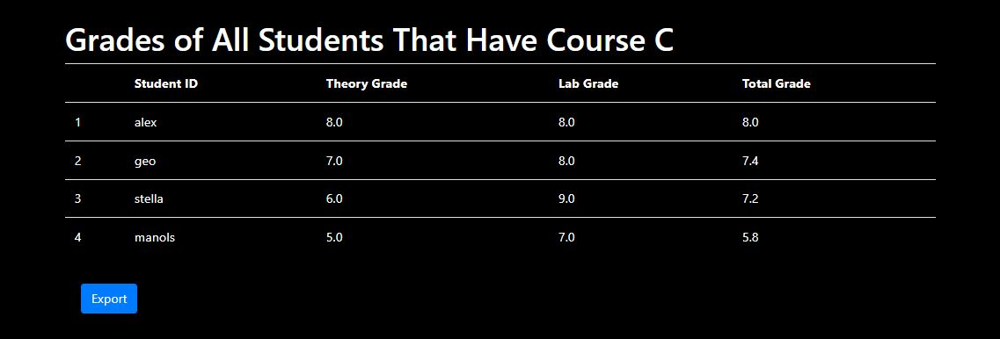 Grades of All Students That Have Course C
Student ID Theory Grade Lab Grade Total Grade
1 alex 8.0 8.0 8.0
2 geo 7.0 8.0 7.4
3 stella 6.0 9.0 7.2
4 manols 5.0 7.0 5.8
Export